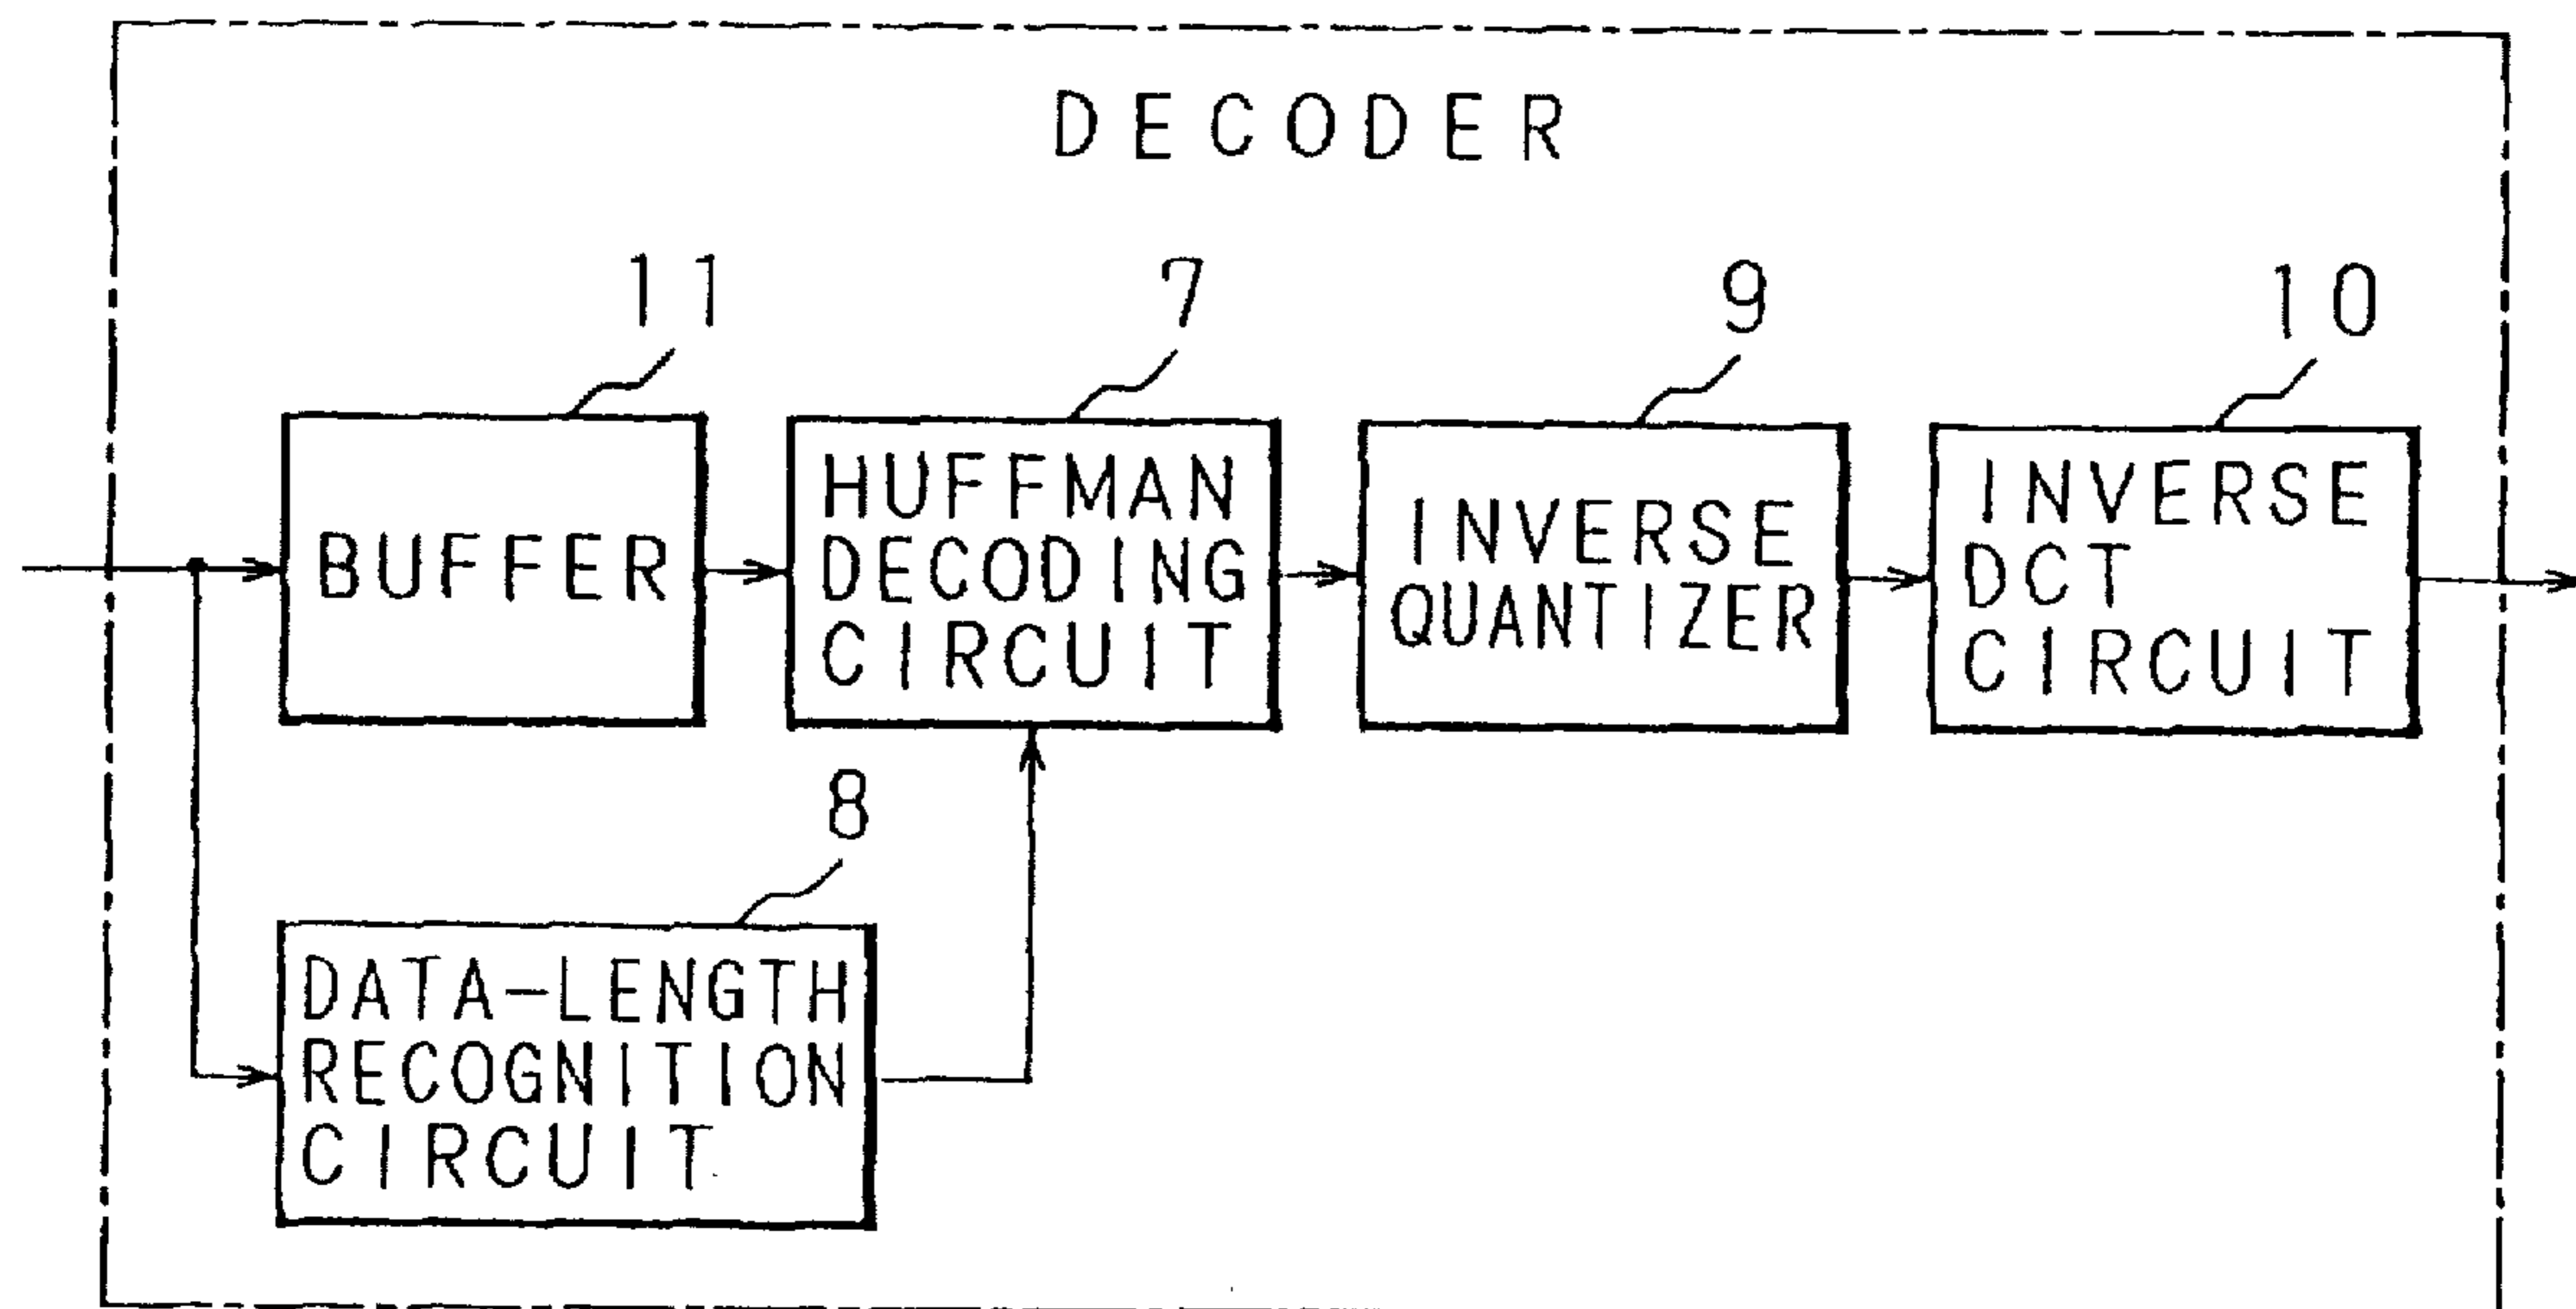 DECODER
11
7
9
10
BUFFER
HUFFMAN
DECODING
CIRCUIT
INVERSE
QUANTIZER
INVERSE
DCT
CIRCUIT
8
DATA-LENGTH
RECOGNITION
CIRCUIT